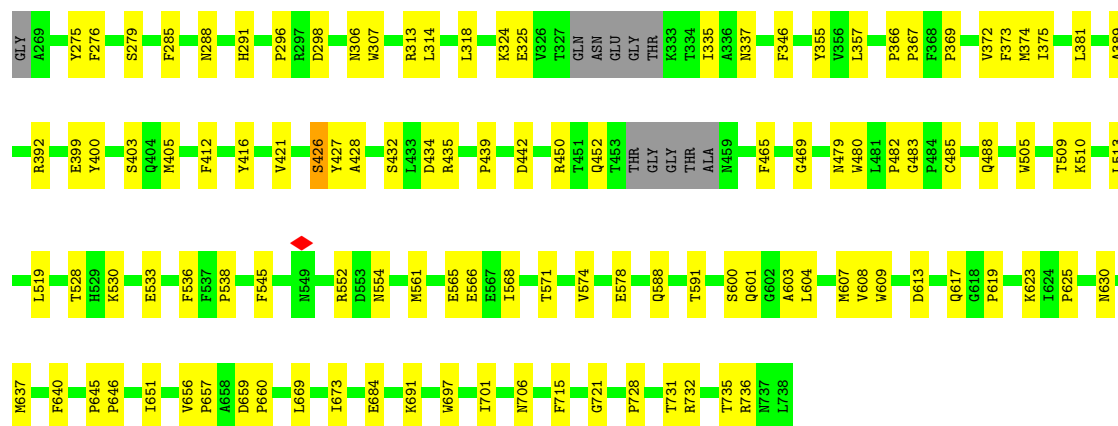 GLY A269 Y275 F276 S279 F285 N288 H291 P296 R297 D298 N306 W307 R313 L314 L318 K324 E325 V326 T327 GLN ASN GLU GLY THR K333 T334 I335 A336 N337 F346 Y355 V356 L357 P366 P367 F368 P369 V372 F373 M374 I375 L381 A389
R392 E399 Y400 S403 Q404 M405 F412 Y416 V421 S426 Y427 A428 S432 L433 D434 R435 P439 D442 R450 T451 Q452 T453 THR GLY GLY THR ALA N459 F465 G469 N479 W480 L481 P482 G483 P484 C485 Q488 W505 T509 K510 L513
L519 T528 H529 K530 E533 F536 F537 P538 F545 N549 R552 D553 N554 M561 E565 E566 E567 I568 T571 V574 E578 Q588 T591 S600 Q601 G602 A603 L604 M607 V608 W609 D613 Q617 G618 P619 K623 I624 P625 N630
M637 F640 P645 P646 I651 V656 P657 A658 D659 P660 L669 I673 E684 K691 W697 I701 N706 F715 G721 P728 T731 R732 T735 R736 N737 L738